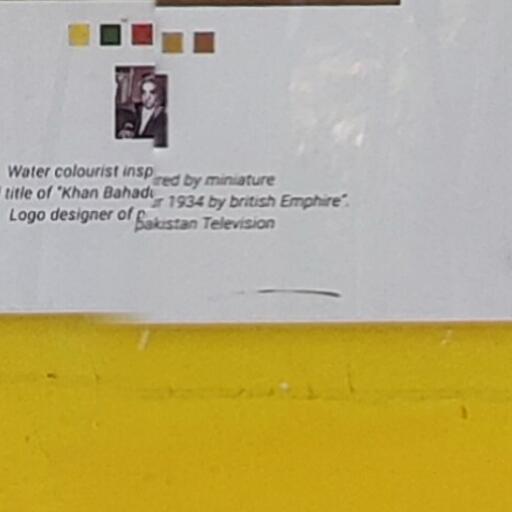 Water colourist inspired by miniature
title of "Khan Bahadur 1934 by british Emphire".
Logo designer of pakistan Television